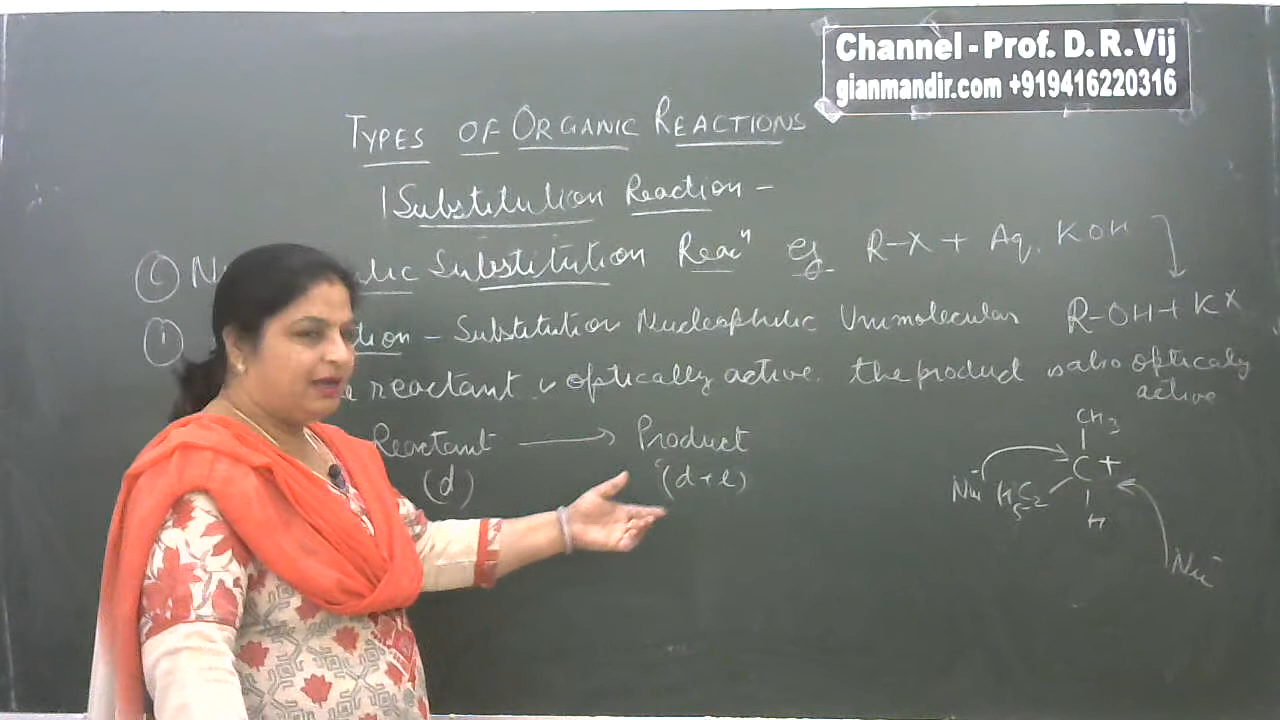 Channel - Prof. D. R. Vij
gianmandir.com +919416220316
TYPES OF ORGANIC REACTIONS
Substitution Reaction -
Substitution Reacⁿ eg R-X + Aq. KOH
① - Substitution Nucleophilic Unimolecular R-OH + KX
reactant is optically active. the product is also optically
active
Reactant → Product
(d) (d+l)
CH3
C +
Nu⁻ H5C2
H
Nu⁻